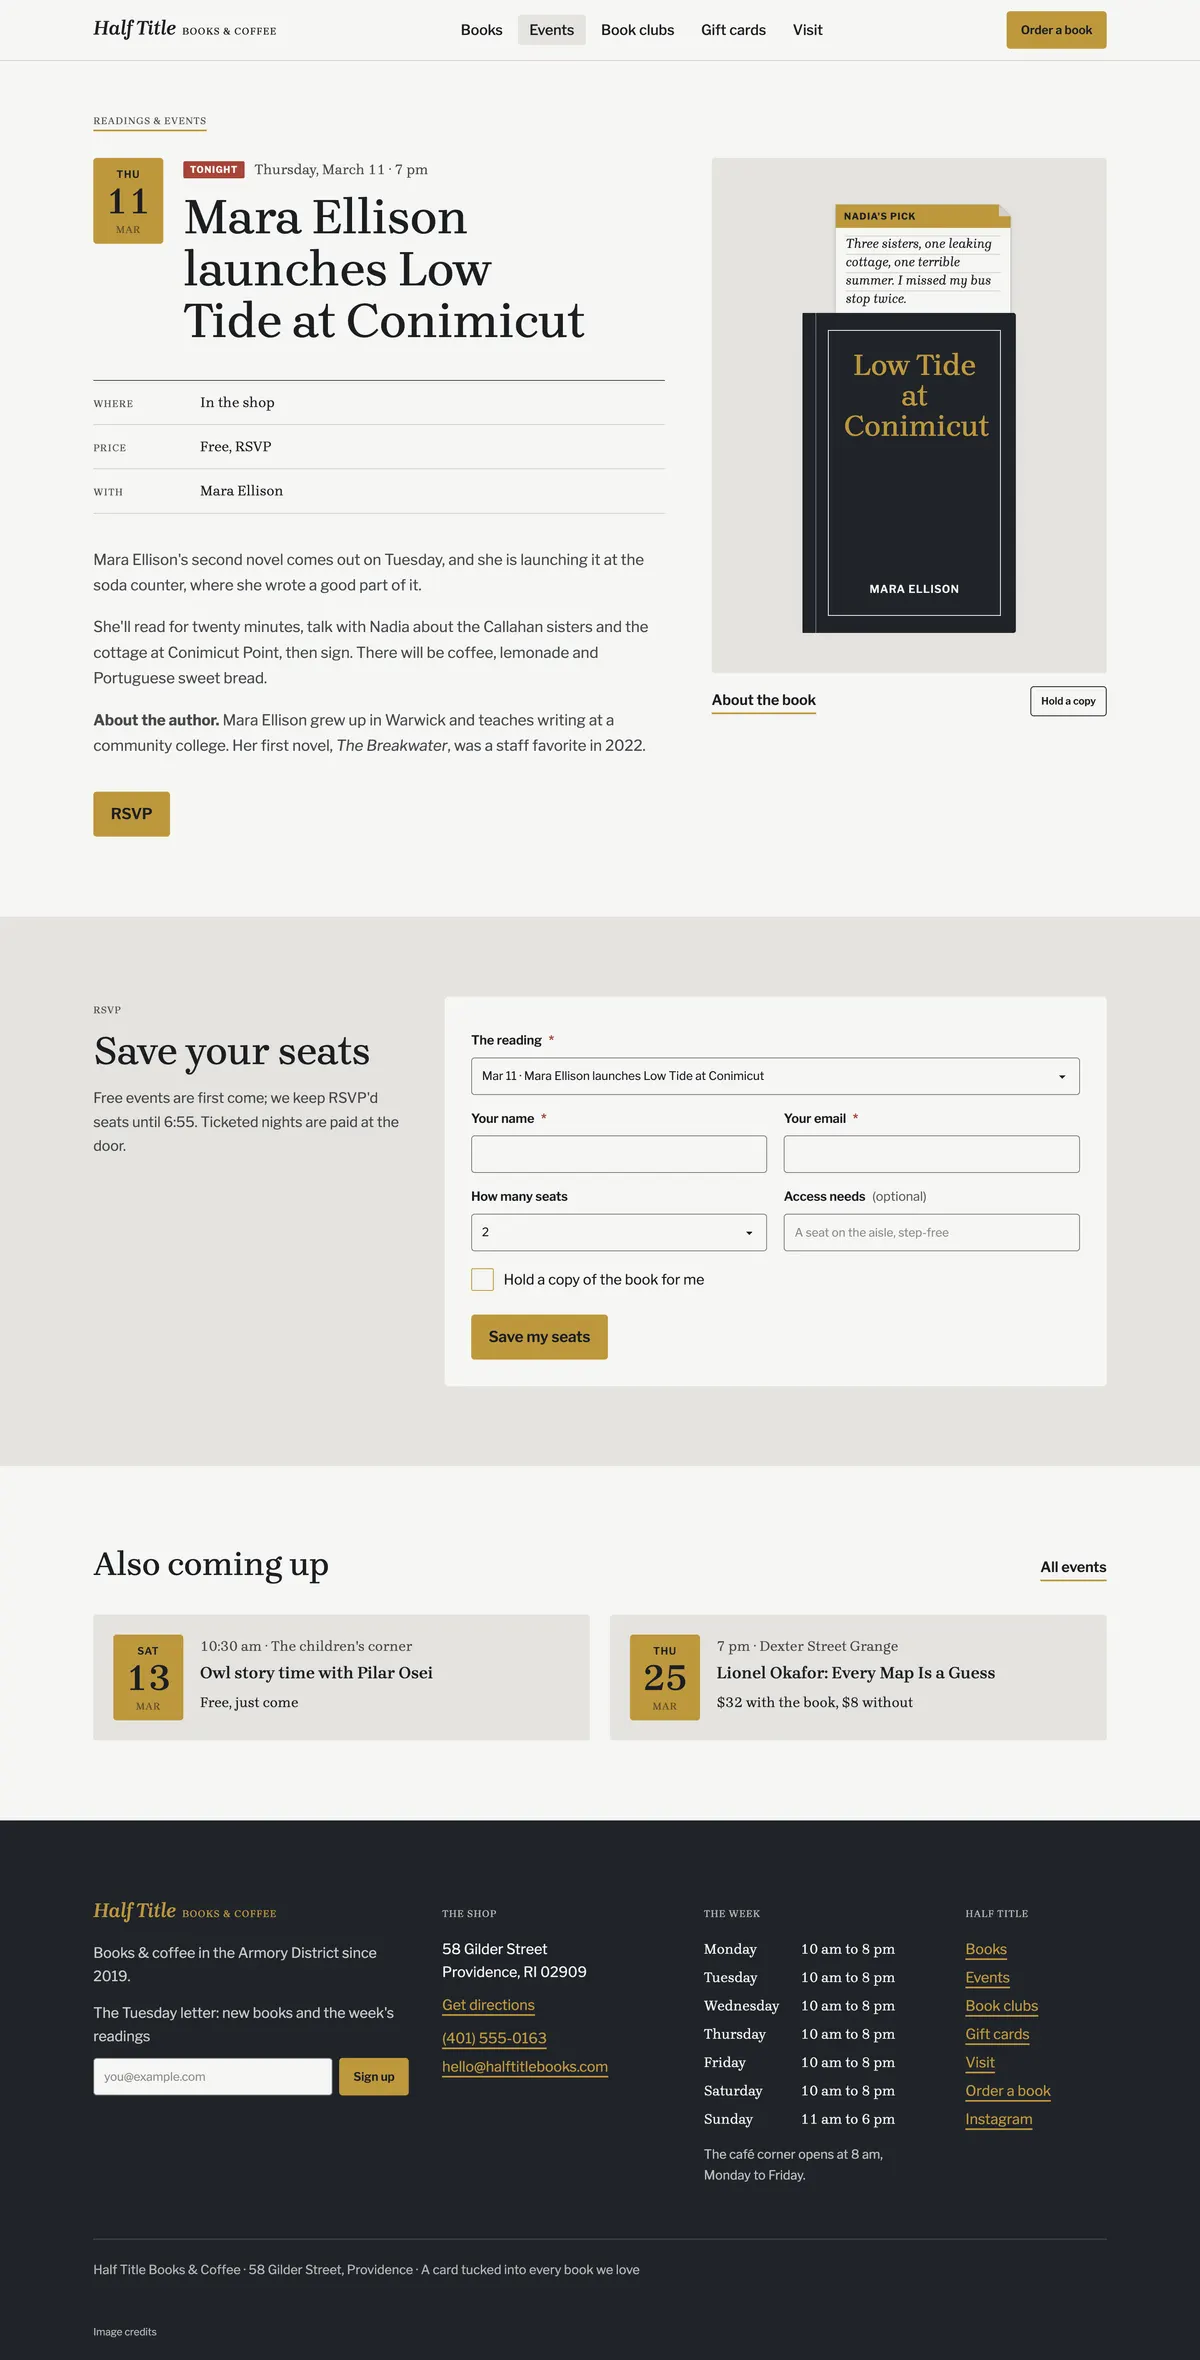 Half Title BOOKS & COFFEE
Books
Events
Book clubs
Gift cards
Visit
Order a book
READINGS & EVENTS
THU
11
MAR
TONIGHT
Thursday, March 11 · 7 pm
Mara Ellison
launches Low
Tide at Conimicut
WHERE
In the shop
PRICE
Free, RSVP
WITH
Mara Ellison
Mara Ellison's second novel comes out on Tuesday, and she is launching it at the
soda counter, where she wrote a good part of it.
She'll read for twenty minutes, talk with Nadia about the Callahan sisters and the
cottage at Conimicut Point, then sign. There will be coffee, lemonade and
Portuguese sweet bread.
About the author. Mara Ellison grew up in Warwick and teaches writing at a
community college. Her first novel, The Breakwater, was a staff favorite in 2022.
RSVP
NADIA'S PICK
Three sisters, one leaking
cottage, one terrible
summer. I missed my bus
stop twice.
Low Tide
at
Conimicut
MARA ELLISON
About the book
Hold a copy
RSVP
Save your seats
Free events are first come; we keep RSVP'd
seats until 6:55. Ticketed nights are paid at the
door.
The reading *
Mar 11 · Mara Ellison launches Low Tide at Conimicut
Your name *
Your email *
How many seats
2
Access needs (optional)
A seat on the aisle, step-free
Hold a copy of the book for me
Save my seats
Also coming up
All events
SAT
13
MAR
10:30 am · The children's corner
Owl story time with Pilar Osei
Free, just come
THU
25
MAR
7 pm · Dexter Street Grange
Lionel Okafor: Every Map Is a Guess
$32 with the book, $8 without
Half Title BOOKS & COFFEE
Books & coffee in the Armory District since
2019.
The Tuesday letter: new books and the week's
readings
you@example.com
Sign up
THE SHOP
58 Gilder Street
Providence, RI 02909
Get directions
(401) 555-0163
hello@halftitlebooks.com
THE WEEK
Monday 10 am to 8 pm
Tuesday 10 am to 8 pm
Wednesday 10 am to 8 pm
Thursday 10 am to 8 pm
Friday 10 am to 8 pm
Saturday 10 am to 8 pm
Sunday 11 am to 6 pm
The café corner opens at 8 am,
Monday to Friday.
HALF TITLE
Books
Events
Book clubs
Gift cards
Visit
Order a book
Instagram
Half Title Books & Coffee · 58 Gilder Street, Providence · A card tucked into every book we love
Image credits